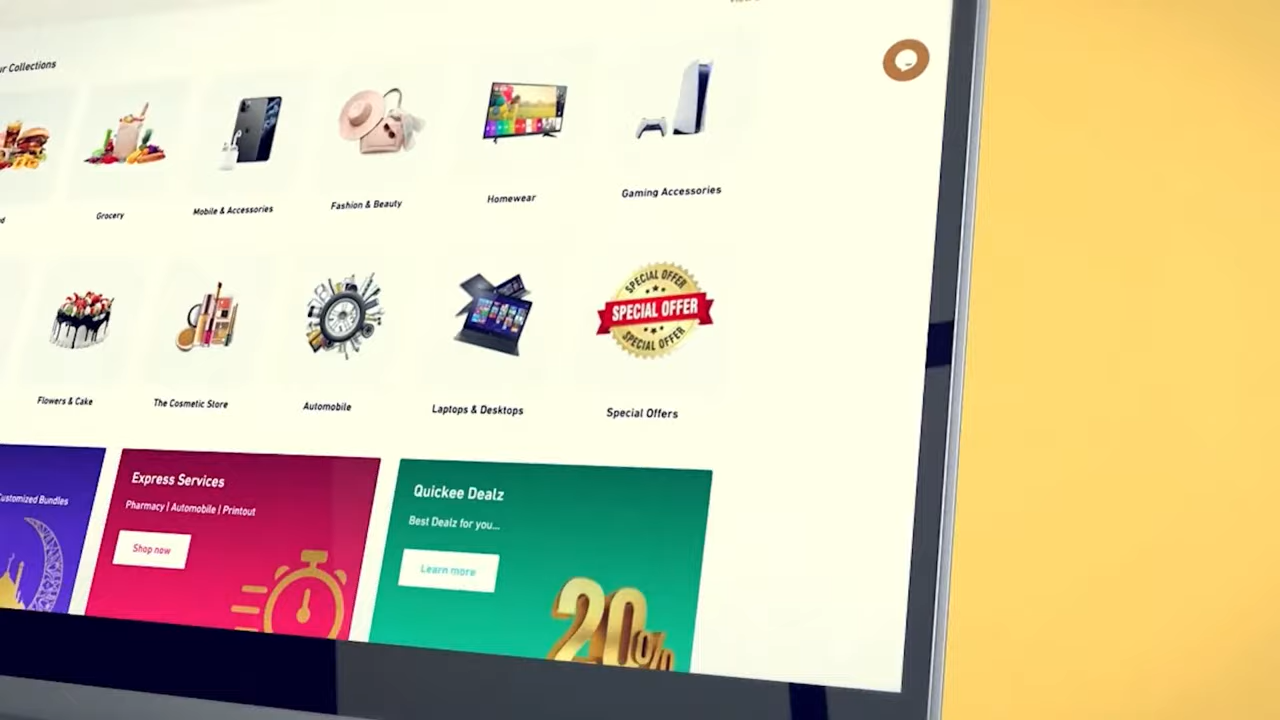 Collections
Grocery
Mobile & Accessories
Fashion & Beauty
Homewear
Gaming Accessories
Flowers & Cake
The Cosmetic Store
Automobile
Laptops & Desktops
SPECIAL OFFER
SPECIAL OFFER
SPECIAL OFFER
Special Offers
Customized Bundles
Express Services
Pharmacy | Automobile | Printout
Shop now
Quickee Dealz
Best Dealz for you...
Learn more
20%